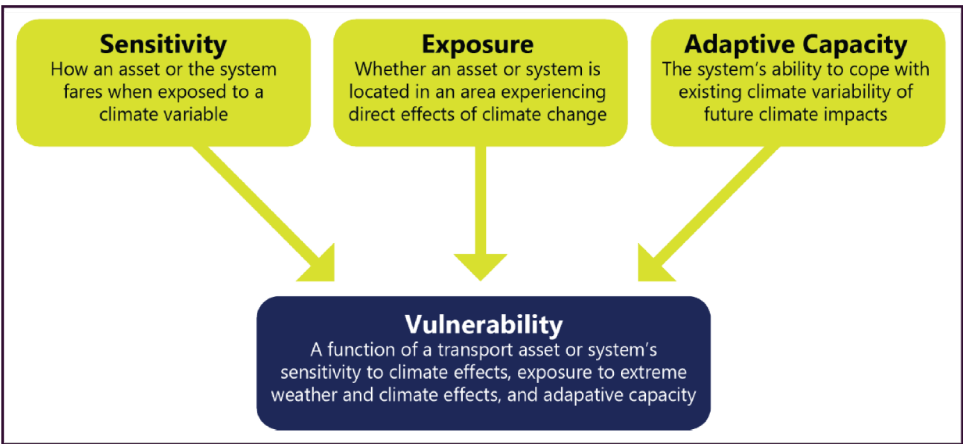 Sensitivity
How an asset or the system
fares when exposed to a
climate variable
Exposure
Whether an asset or system is
located in an area experiencing
direct effects of climate change
Adaptive Capacity
The system's ability to cope with
existing climate variability of
future climate impacts
Vulnerability
A function of a transport asset or system's
sensitivity to climate effects, exposure to extreme
weather and climate effects, and adapative capacity